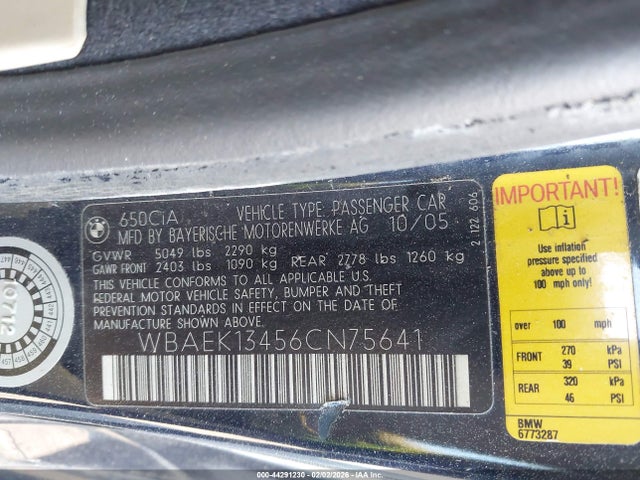 650CiA VEHICLE TYPE PASSENGER CAR
MFD BY BAYERISCHE MOTORENWERKE AG 10/05
GVWR 5049 lbs 2290 kg
GAWR FRONT 2403 lbs 1090 kg REAR 2778 lbs 1260 kg
THIS VEHICLE CONFORMS TO ALL APPLICABLE U.S.
FEDERAL MOTOR VEHICLE SAFETY, BUMPER AND THEFT
PREVENTION STANDARDS IN EFFECT ON THE DATE OF
MANUFACTURE SHOWN ABOVE.
WBAEK13456CN75641
2 122 606
IMPORTANT!
i
Use inflation
pressure specified
above for up to
100 mph only!
over 100 mph
FRONT 270 kPa
39 PSI
REAR 320 kPa
46 PSI
BMW
6773287
0712
000-44291230 - 02/02/2026 - IAAI.COM